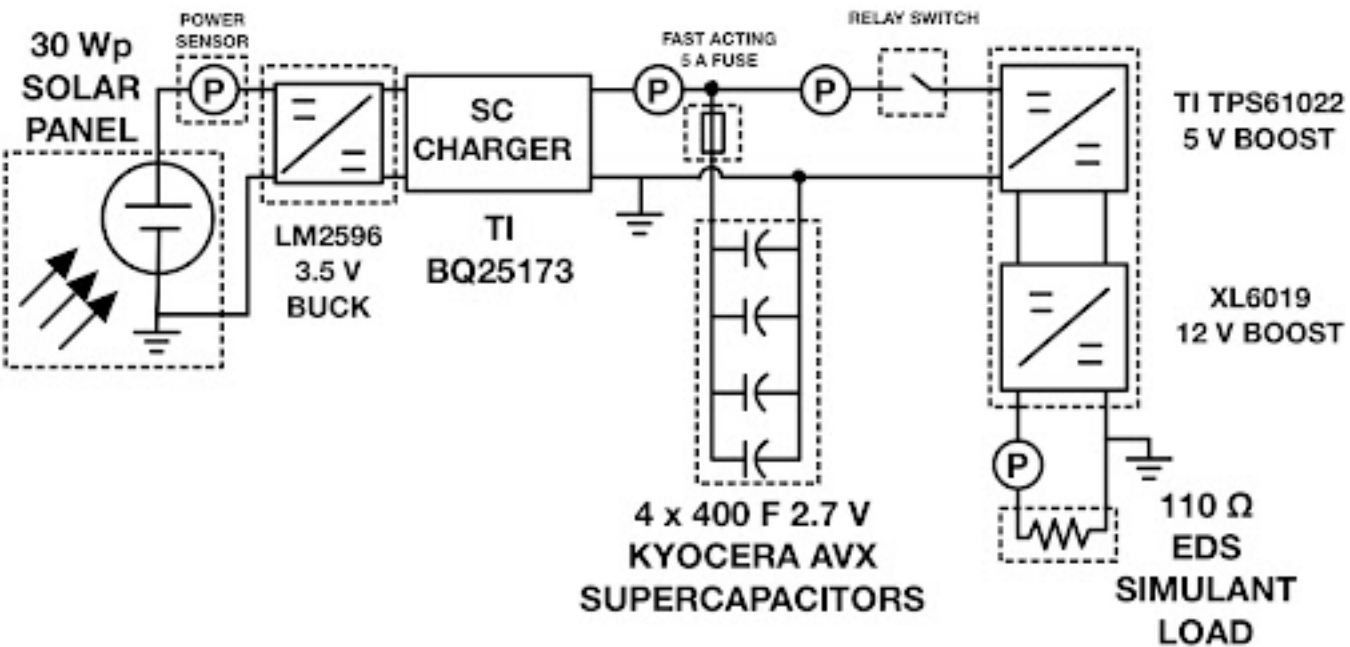 30 Wp
SOLAR
PANEL
POWER
SENSOR
P
LM2596
3.5 V
BUCK
SC
CHARGER
TI
BQ25173
P
FAST ACTING
5 A FUSE
P
RELAY SWITCH
TI TPS61022
5 V BOOST
XL6019
12 V BOOST
P
4 x 400 F 2.7 V
KYOCERA AVX
SUPERCAPACITORS
110 Ω
EDS
SIMULANT
LOAD